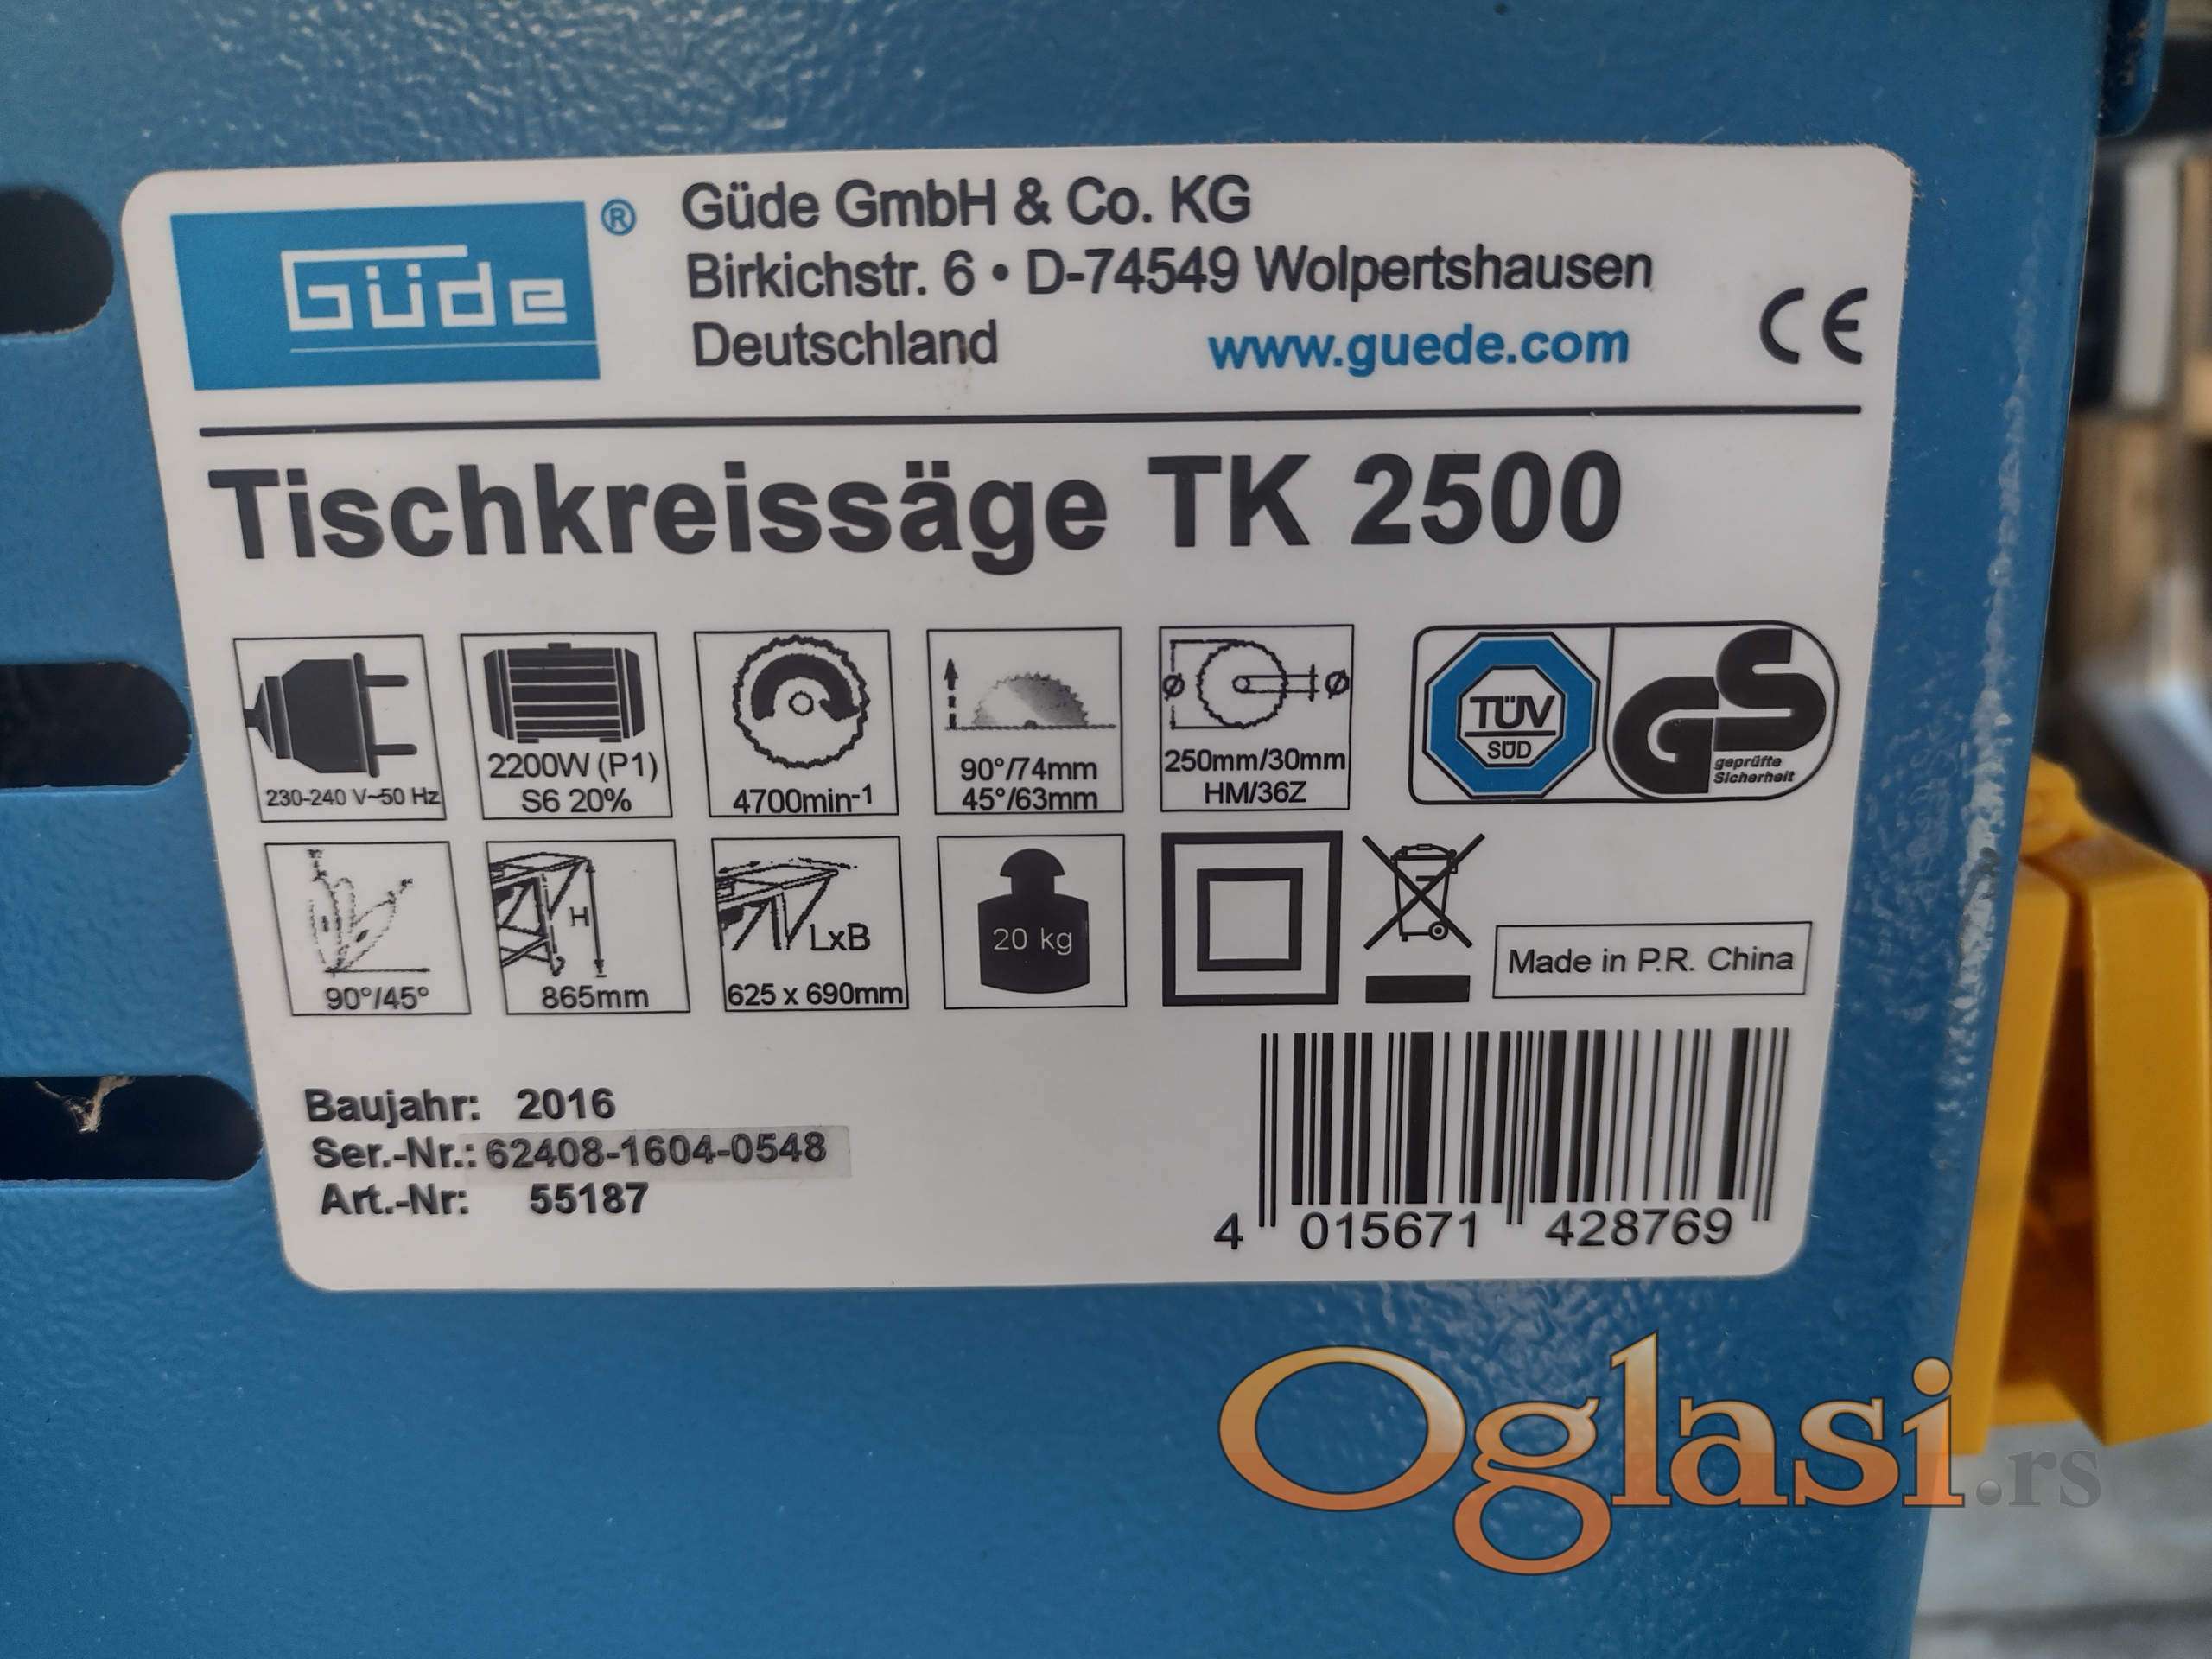 Güde ®
Güde GmbH & Co. KG
Birkichstr. 6 • D-74549 Wolpertshausen
Deutschland www.guede.com
CE
Tischkreissäge TK 2500
230-240 V~50 Hz
2200W (P1)
S6 20%
4700min-1
90°/74mm
45°/63mm
Ø Ø
250mm/30mm
HM/36Z
TÜV
SÜD
GS
geprüfte
Sicherheit
90°/45°
H
865mm
LxB
625 x 690mm
20 kg
Made in P.R. China
Baujahr: 2016
Ser.-Nr.: 62408-1604-0548
Art.-Nr: 55187
4 015671 428769
Oglasi.rs